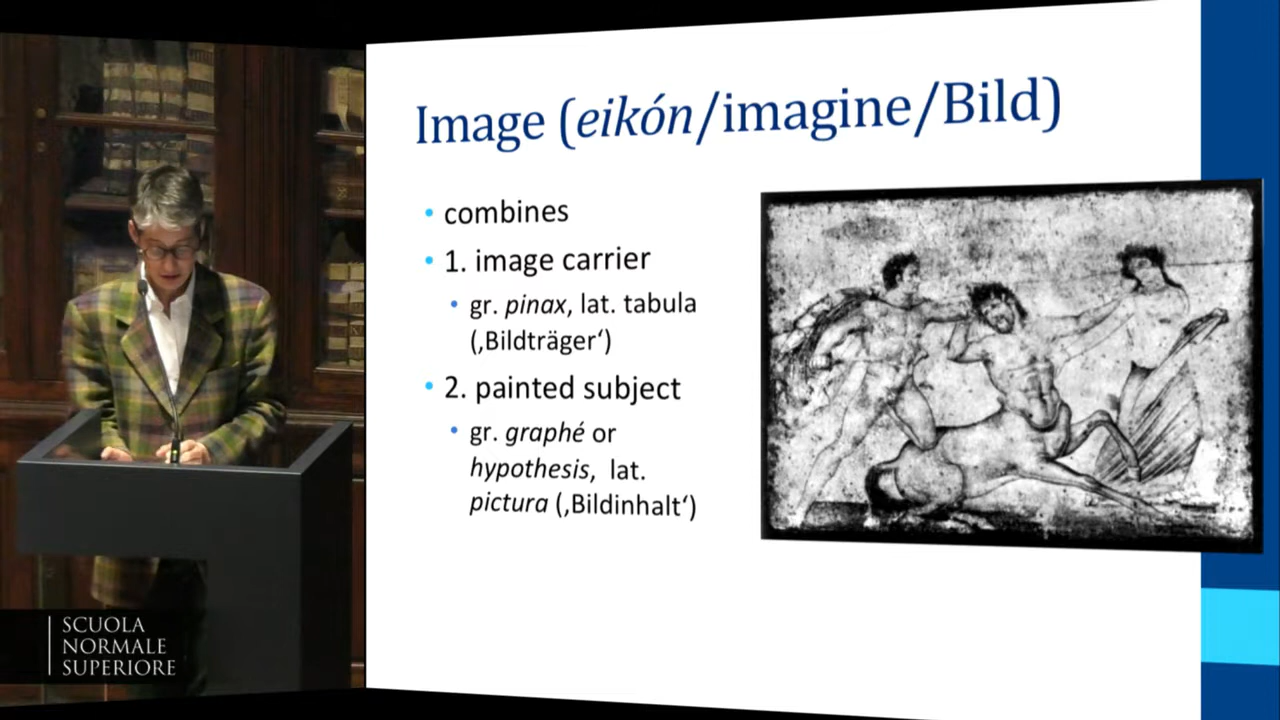 Image (eikón/imagine/Bild)
• combines
• 1. image carrier
• gr. pinax, lat. tabula
(‚Bildträger‘)
• 2. painted subject
• gr. graphé or
hypothesis, lat.
pictura (‚Bildinhalt‘)
SCUOLA
NORMALE
SUPERIORE